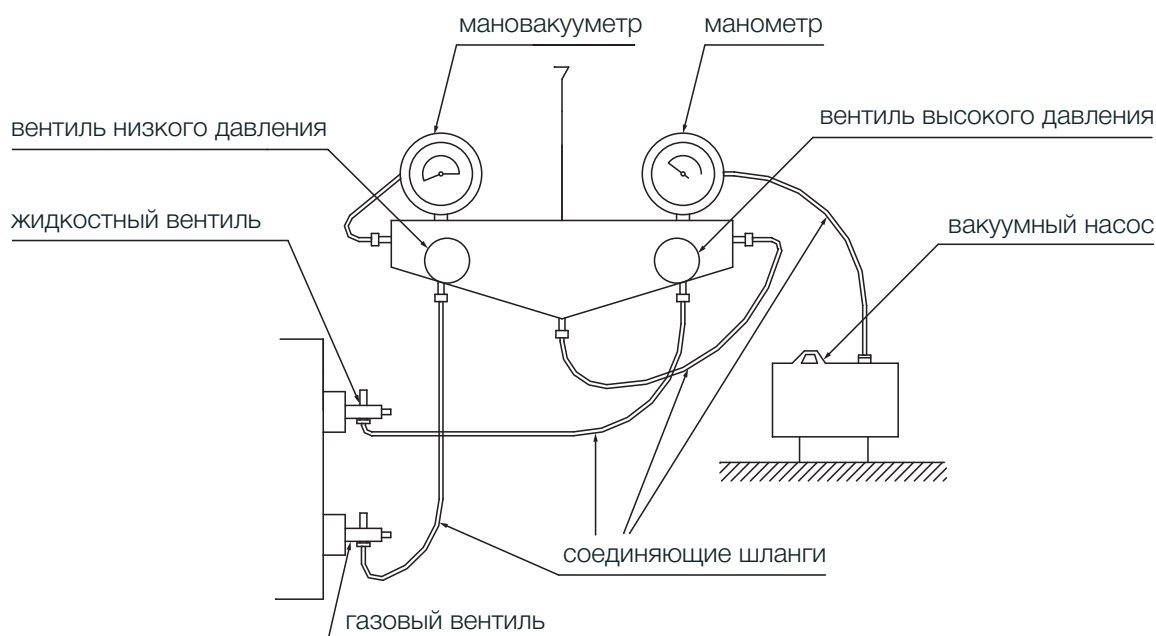 мановакууметр
манометр
вентиль низкого давления
вентиль высокого давления
жидкостный вентиль
вакуумный насос
соединяющие шланги
газовый вентиль